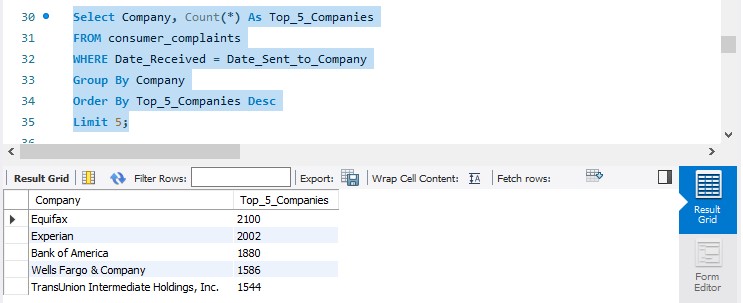 30 Select Company, Count(*) As Top_5_Companies
31 FROM consumer_complaints
32 WHERE Date_Received = Date_Sent_to_Company
33 Group By Company
34 Order By Top_5_Companies Desc
35 Limit 5;
36
Result Grid Filter Rows: Export: Wrap Cell Content: IA Fetch rows:
Company Top_5_Companies
Equifax 2100
Experian 2002
Bank of America 1880
Wells Fargo & Company 1586
TransUnion Intermediate Holdings, Inc. 1544
Result
Grid
Form
Editor